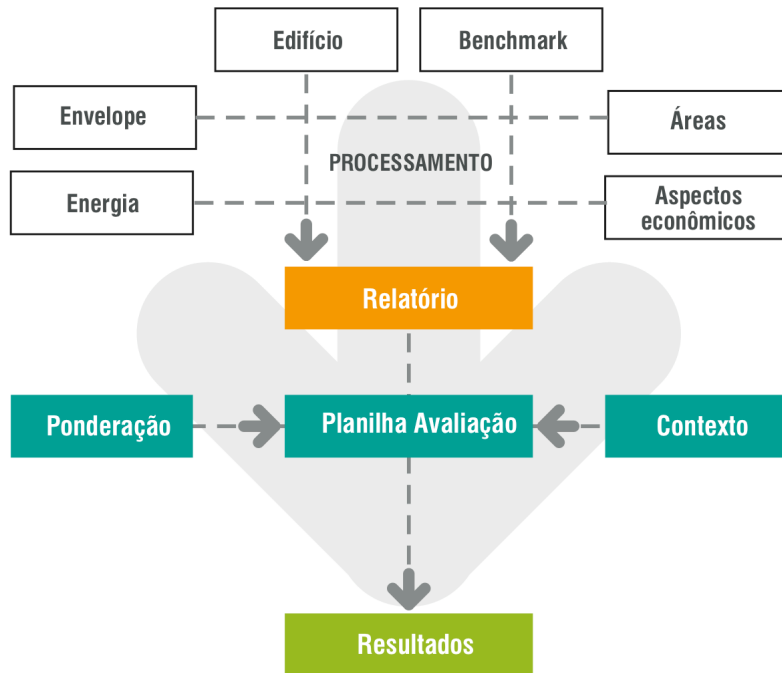 Edifício
Benchmark
Envelope
Áreas
PROCESSAMENTO
Energia
Aspectos
econômicos
Relatório
Ponderação
Planilha Avaliação
Contexto
Resultados